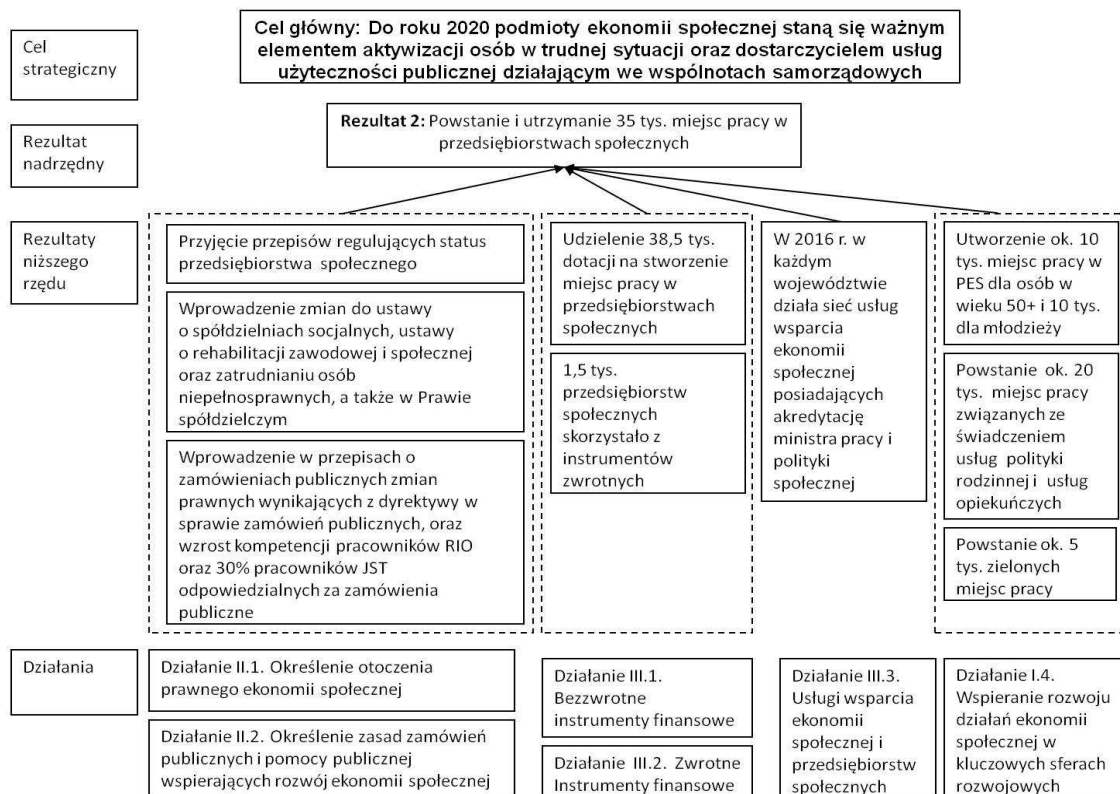 Cel
strategiczny
Cel główny: Do roku 2020 podmioty ekonomii społecznej staną się ważnym
elementem aktywizacji osób w trudnej sytuacji oraz dostarczycielem usług
użyteczności publicznej działającym we wspólnotach samorządowych
Rezultat
nadrzędny
Rezultat 2: Powstanie i utrzymanie 35 tys. miejsc pracy w
przedsiębiorstwach społecznych
Rezultaty
niższego
rzędu
Przyjęcie przepisów regulujących status
przedsiębiorstwa społecznego
Wprowadzenie zmian do ustawy
o spółdzielniach socjalnych, ustawy
o rehabilitacji zawodowej i społecznej
oraz zatrudnianiu osób
niepełnosprawnych, a także w Prawie
spółdzielczym
Wprowadzenie w przepisach o
zamówieniach publicznych zmian
prawnych wynikających z dyrektywy w
sprawie zamówień publicznych, oraz
wzrost kompetencji pracowników RIO
oraz 30% pracowników JST
odpowiedzialnych za zamówienia
publiczne
Udzielenie 38,5 tys.
dotacji na stworzenie
miejsc pracy w
przedsiębiorstwach
społecznych
1,5 tys.
przedsiębiorstw
społecznych
skorzystało z
instrumentów
zwrotnych
W 2016 r. w
każdym
województwie
działa sieć usług
wsparcia
ekonomii
społecznej
posiadających
akredytację
ministra pracy i
polityki
społecznej
Utworzenie ok. 10
tys. miejsc pracy w
PES dla osób w
wieku 50+ i 10 tys.
dla młodzieży
Powstanie ok. 20
tys. miejsc pracy
związanych ze
świadczeniem
usług polityki
rodzinnej i usług
opiekuńczych
Powstanie ok. 5
tys. zielonych
miejsc pracy
Działania
Działanie II.1. Określenie otoczenia
prawnego ekonomii społecznej
Działanie II.2. Określenie zasad zamówień
publicznych i pomocy publicznej
wspierających rozwój ekonomii społecznej
Działanie III.1.
Bezzwrotne
instrumenty finansowe
Działanie III.2. Zwrotne
Instrumenty finansowe
Działanie III.3.
Usługi wsparcia
ekonomii
społecznej i
przedsiębiorstw
społecznych
Działanie I.4.
Wspieranie rozwoju
działań ekonomii
społecznej w
kluczowych sferach
rozwojowych